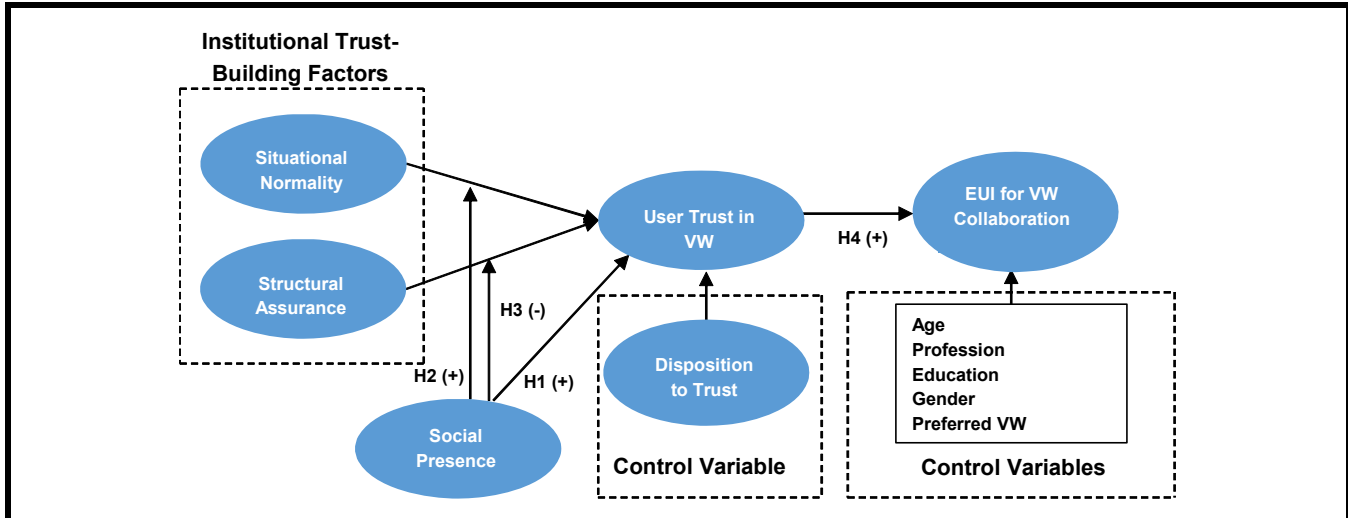 Institutional Trust-
Building Factors
Situational
Normality
Structural
Assurance
H2 (+)
H3 (-)
H1 (+)
Social
Presence
User Trust in
VW
H4 (+)
EUI for VW
Collaboration
Disposition
to Trust
Control Variable
Age
Profession
Education
Gender
Preferred VW
Control Variables